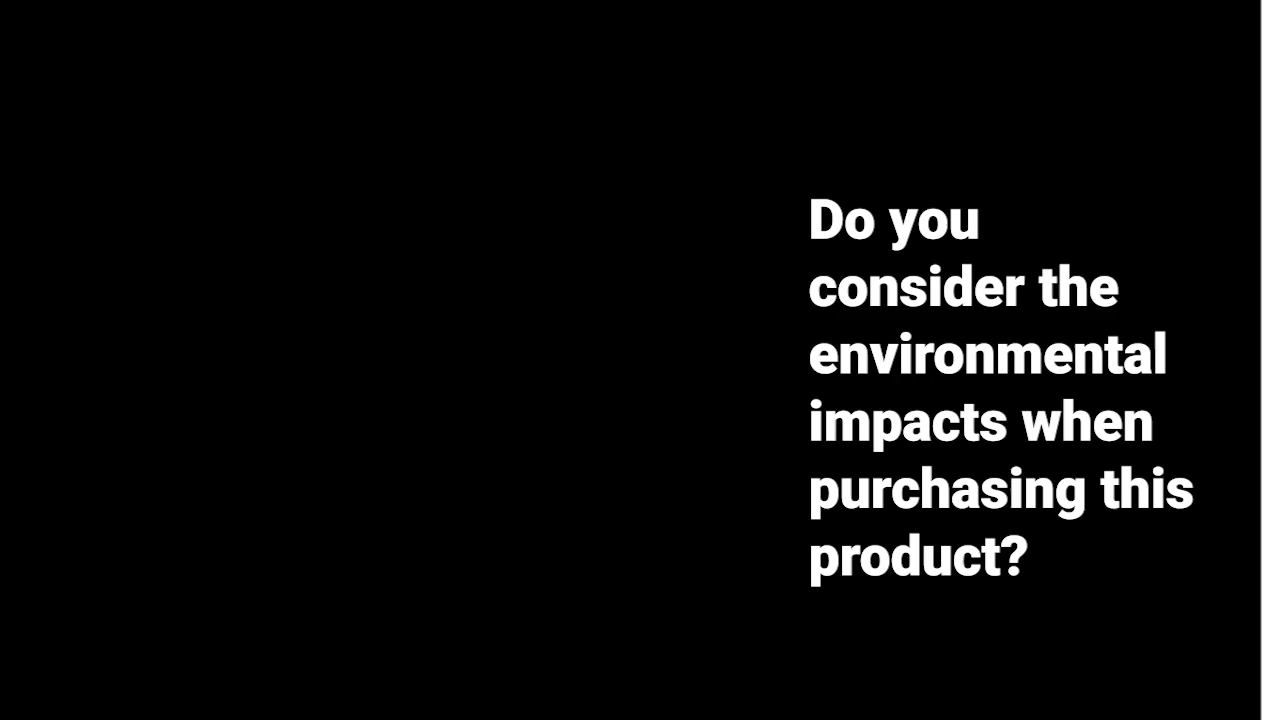 Do you
consider the
environmental
impacts when
purchasing this
product?